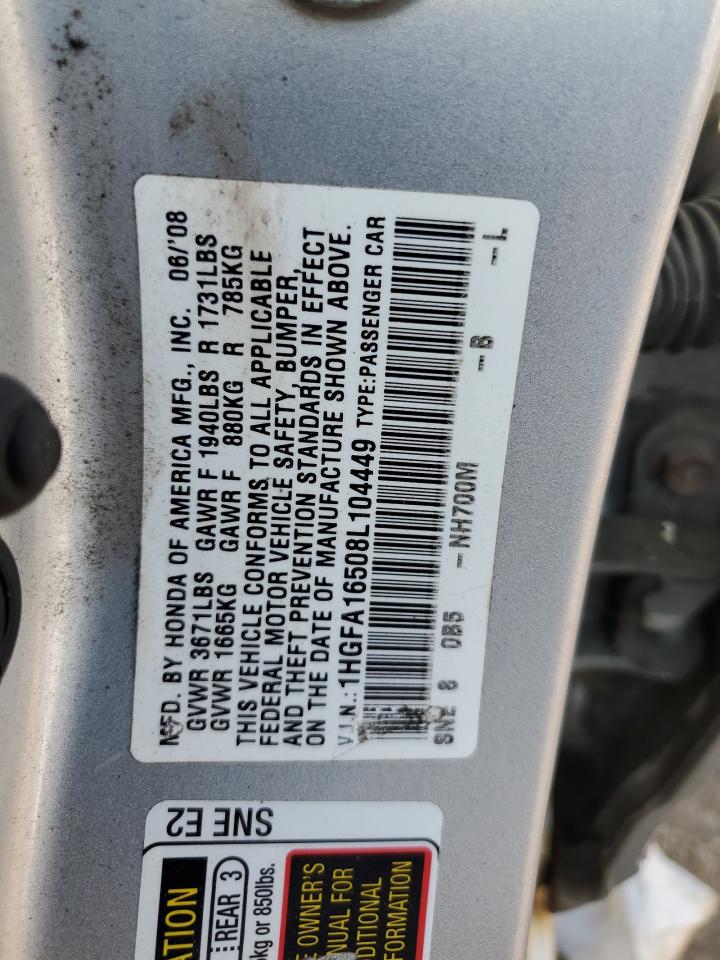 MFD. BY HONDA OF AMERICA MFG., INC. 06/'08
GVWR 3671LBS GAWR F 1940LBS R 1731LBS
GVWR 1665KG GAWR F 880KG R 785KG
THIS VEHICLE CONFORMS TO ALL APPLICABLE
FEDERAL MOTOR VEHICLE SAFETY, BUMPER,
AND THEFT PREVENTION STANDARDS IN EFFECT
ON THE DATE OF MANUFACTURE SHOWN ABOVE.
V.I.N.: 1HGFA16508L104449 TYPE:PASSENGER CAR
SNE 8 0B5 - NH700M - B - L
SNE E2
ATION
REAR 3
kg or 850lbs.
OWNER'S
NUAL FOR
DITIONAL
FORMATION